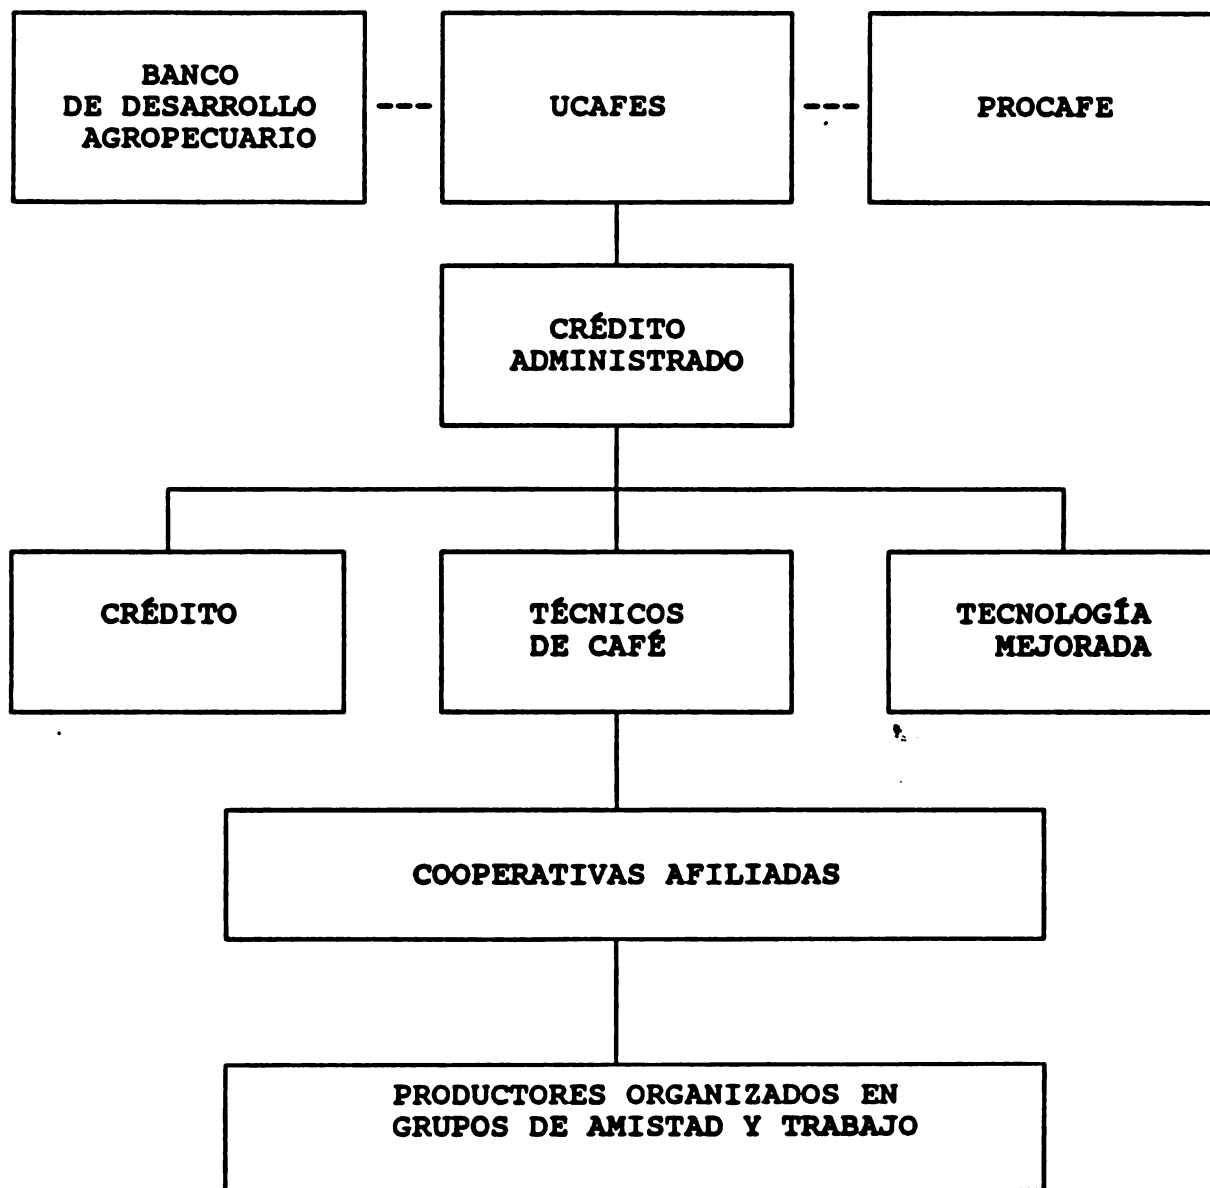 BANCO
DE DESARROLLO
AGROPECUARIO
--- UCAFES --- PROCAFE
CRÉDITO
ADMINISTRADO
CRÉDITO
TÉCNICOS
DE CAFÉ
TECNOLOGÍA
MEJORADA
COOPERATIVAS AFILIADAS
PRODUCTORES ORGANIZADOS EN
GRUPOS DE AMISTAD Y TRABAJO